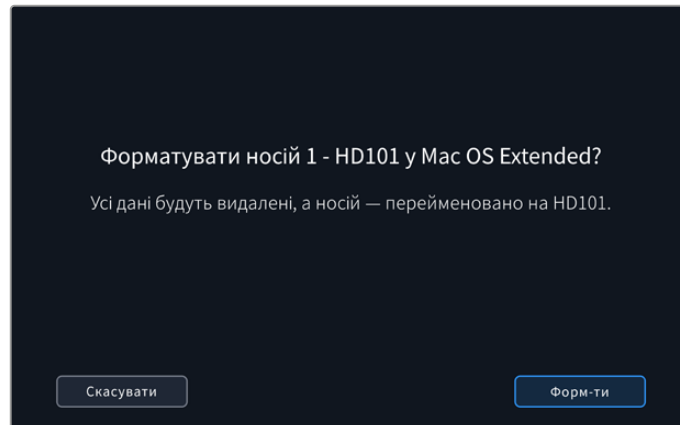 Форматувати носій 1 - HD101 у Mac OS Extended?
Усі дані будуть видалені, а носій — перейменовано на HD101.
Скасувати
Форм-ти